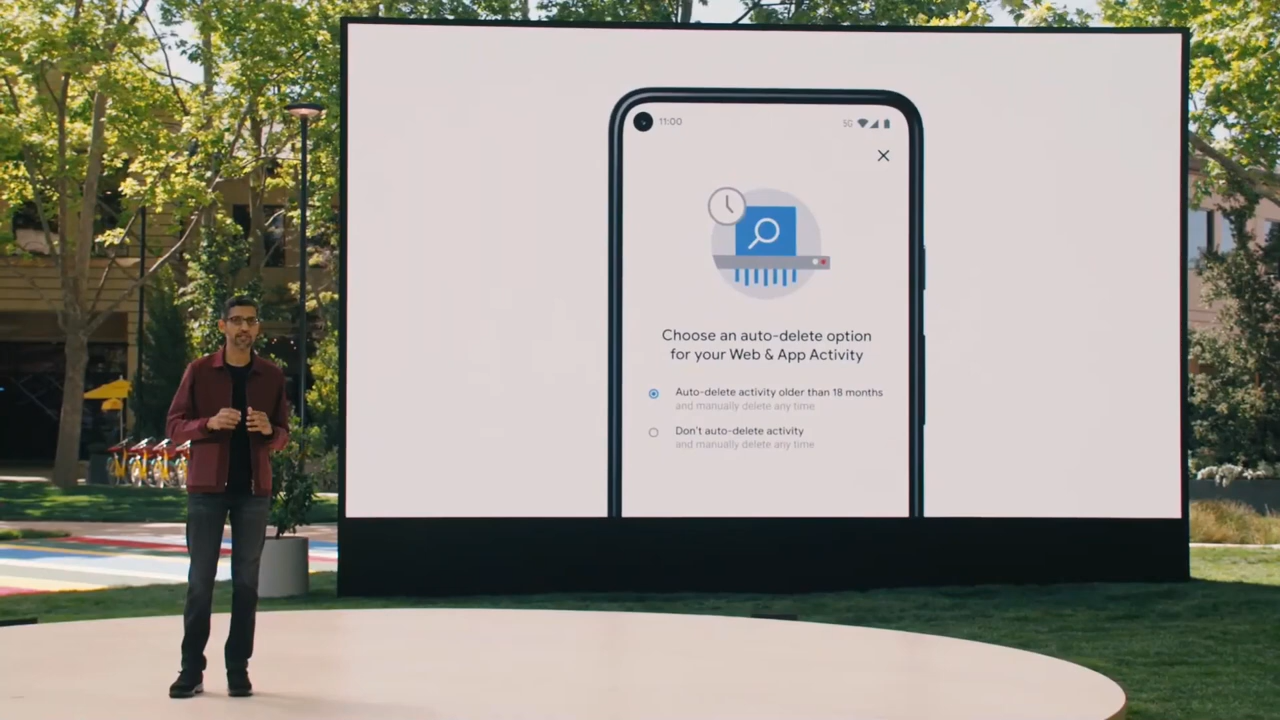 11:00
5G
Choose an auto-delete option
for your Web & App Activity
Auto-delete activity older than 18 months
and manually delete any time
Don't auto-delete activity
and manually delete any time